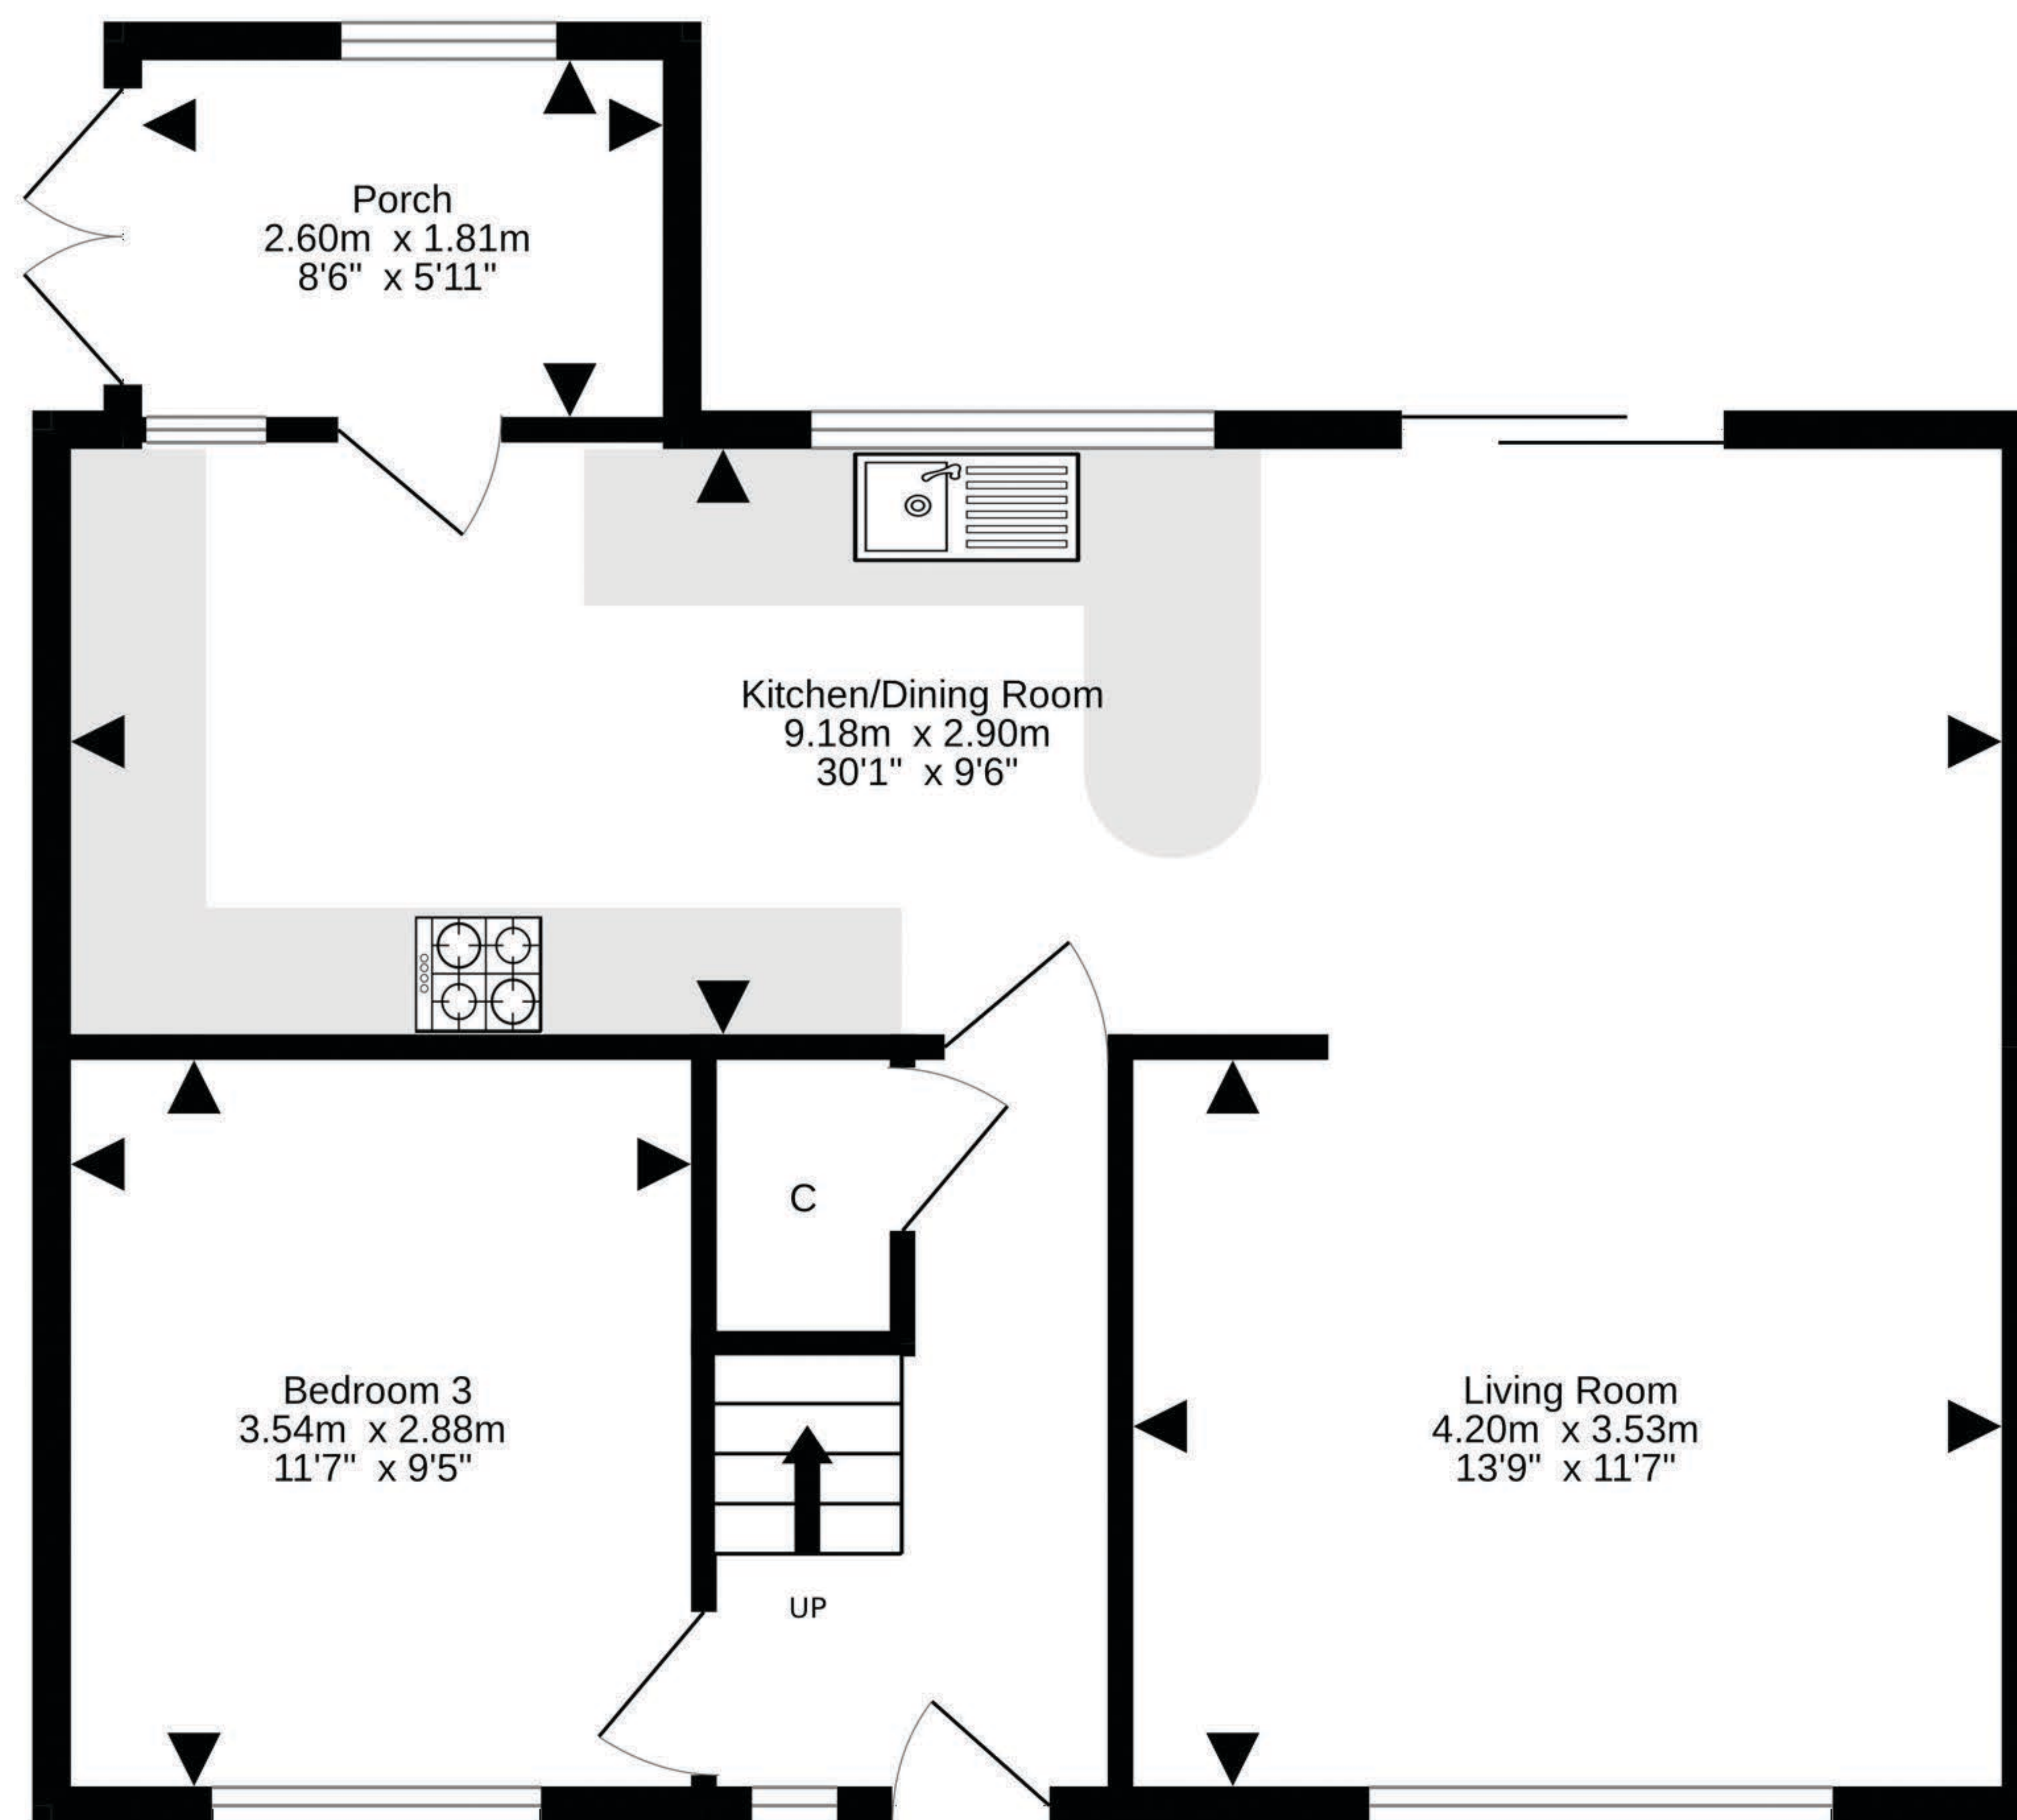 Porch
2.60m x 1.81m
8'6" x 5'11"
Kitchen/Dining Room
9.18m x 2.90m
30'1" x 9'6"
C
Bedroom 3
3.54m x 2.88m
11'7" x 9'5"
Living Room
4.20m x 3.53m
13'9" x 11'7"
UP